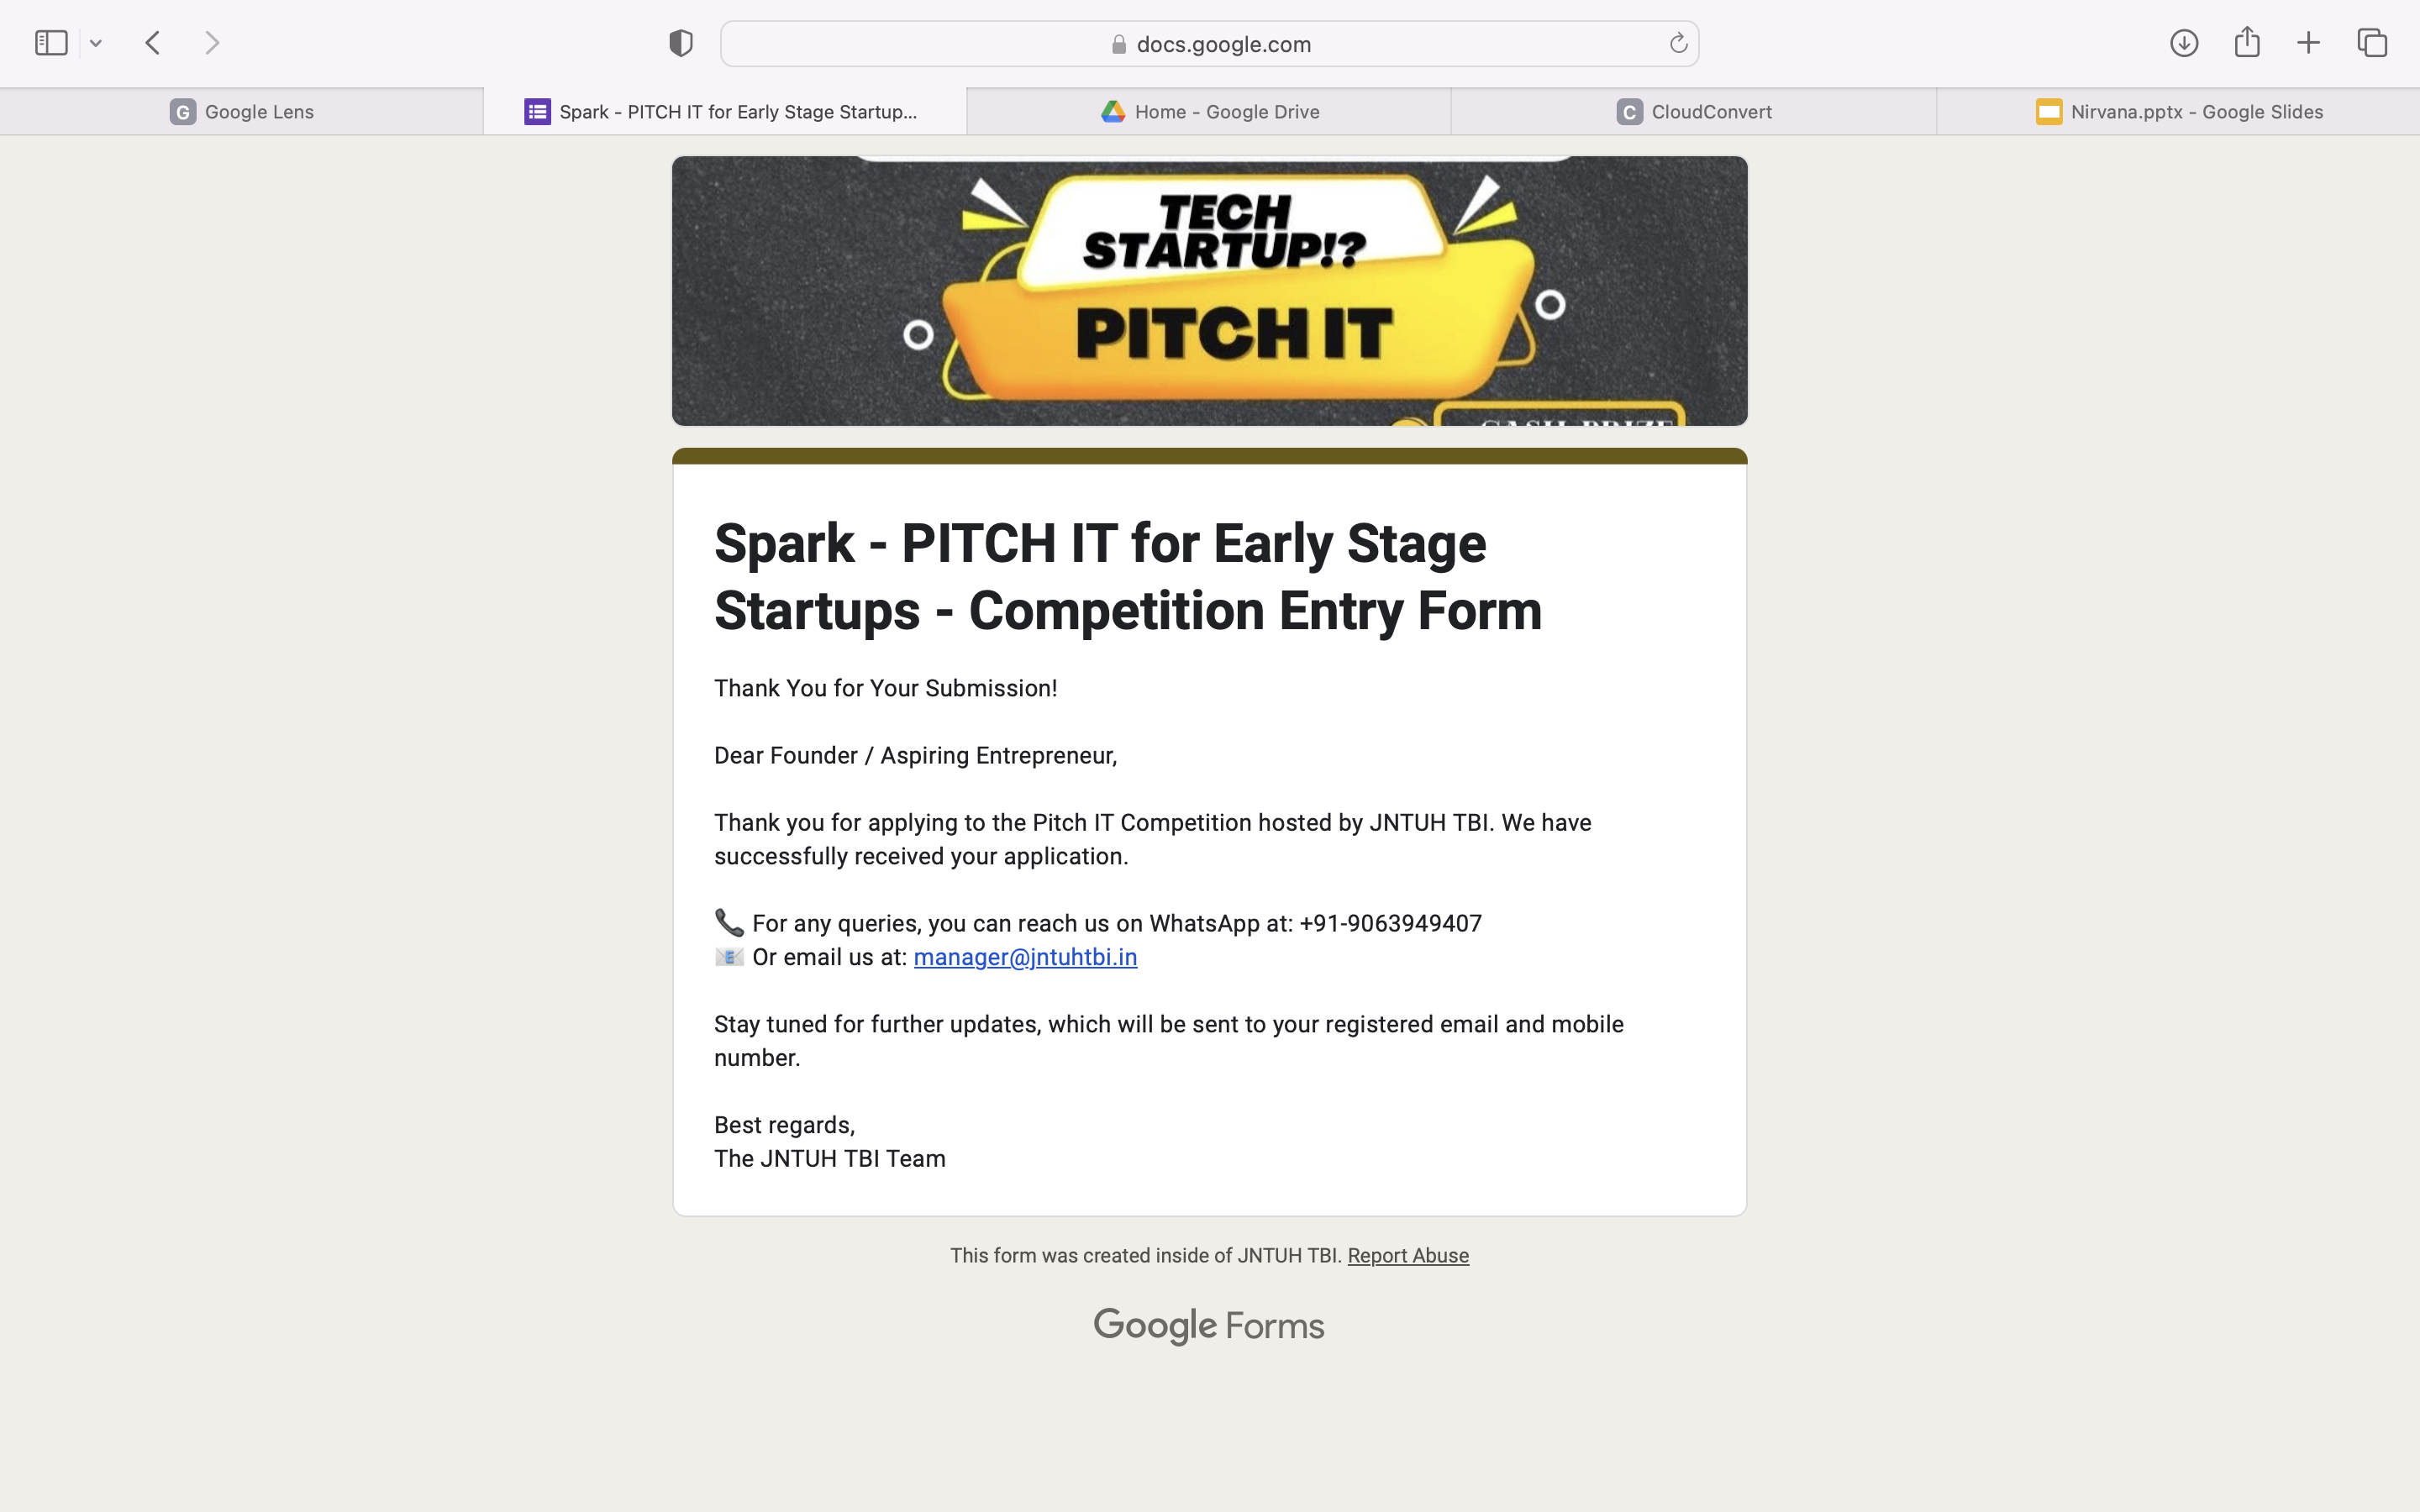 docs.google.com
G Google Lens
Spark - PITCH IT for Early Stage Startup...
Home - Google Drive
C CloudConvert
Nirvana.pptx - Google Slides
TECH
STARTUP!?
PITCH IT
CASH PRIZE
Spark - PITCH IT for Early Stage
Startups - Competition Entry Form
Thank You for Your Submission!
Dear Founder / Aspiring Entrepreneur,
Thank you for applying to the Pitch IT Competition hosted by JNTUH TBI. We have
successfully received your application.
📞 For any queries, you can reach us on WhatsApp at: +91-9063949407
📧 Or email us at: manager@jntuhtbi.in
Stay tuned for further updates, which will be sent to your registered email and mobile
number.
Best regards,
The JNTUH TBI Team
This form was created inside of JNTUH TBI. Report Abuse
Google Forms